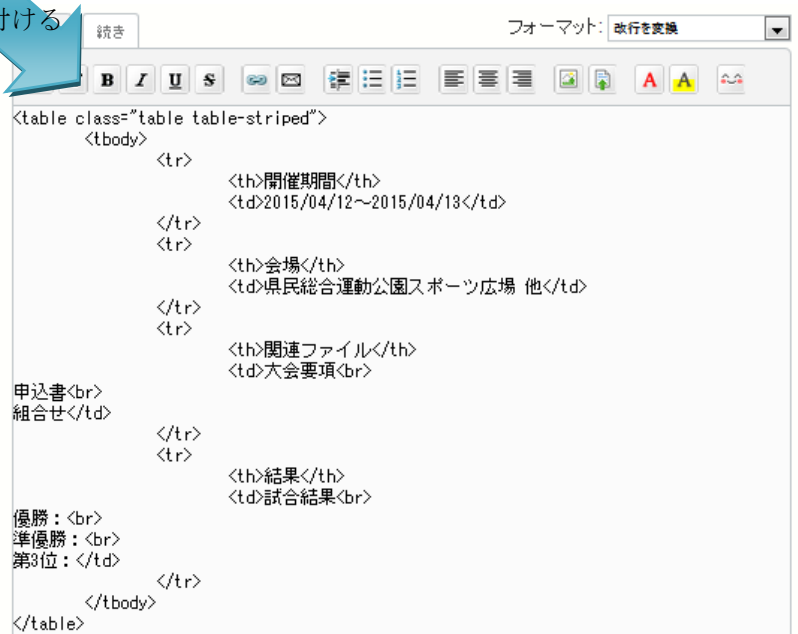 付ける
続き
フォーマット: 改行を変換
B I U S
A A
<table class="table table-striped">
<tbody>
<tr>
<th>開催期間</th>
<td>2015/04/12～2015/04/13</td>
</tr>
<tr>
<th>会場</th>
<td>県民総合運動公園スポーツ広場 他</td>
</tr>
<tr>
<th>関連ファイル</th>
<td>大会要項<br>
申込書<br>
組合せ</td>
</tr>
<tr>
<th>結果</th>
<td>試合結果<br>
優勝：<br>
準優勝：<br>
第3位：</td>
</tr>
</tbody>
</table>